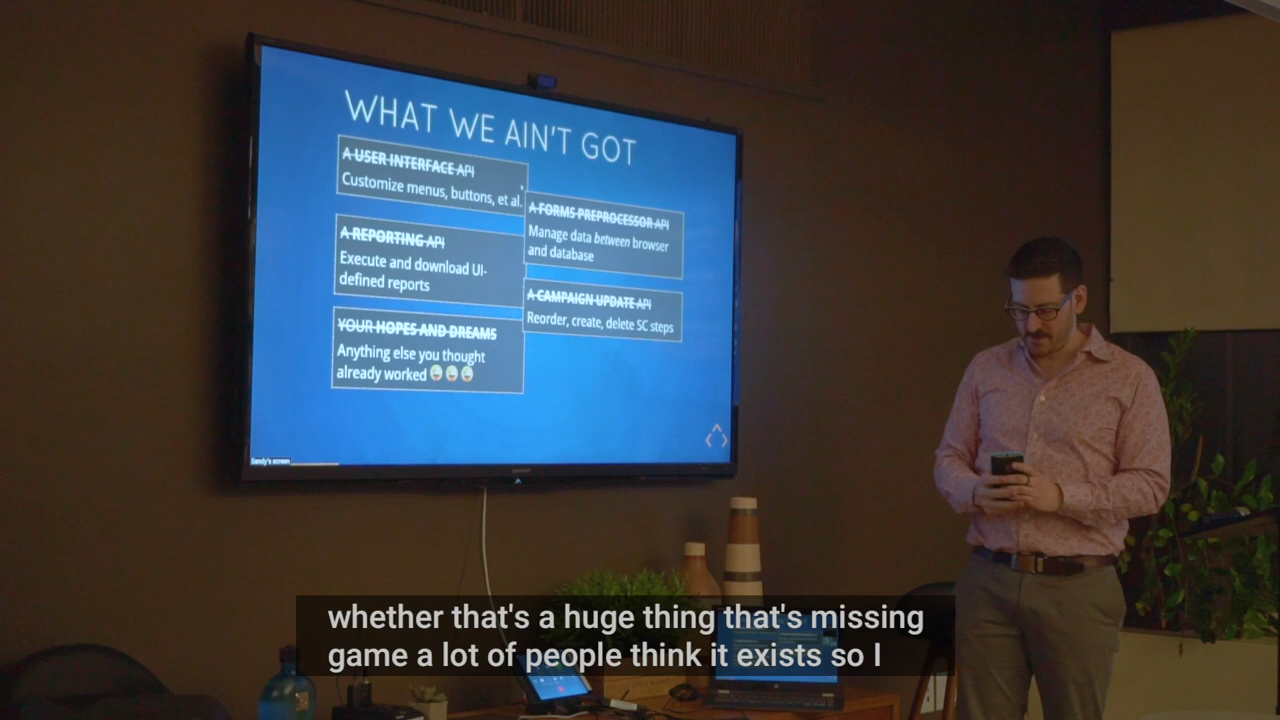 WHAT WE AIN'T GOT
A USER INTERFACE API
Customize menus, buttons, et al.
A FORMS PREPROCESSOR API
Manage data between browser
and database
A REPORTING API
Execute and download UI-
defined reports
A CAMPAIGN UPDATE API
Reorder, create, delete SC steps
YOUR HOPES AND DREAMS
Anything else you thought
already worked 😜😜😜
Sandy's screen
whether that's a huge thing that's missing
game a lot of people think it exists so I